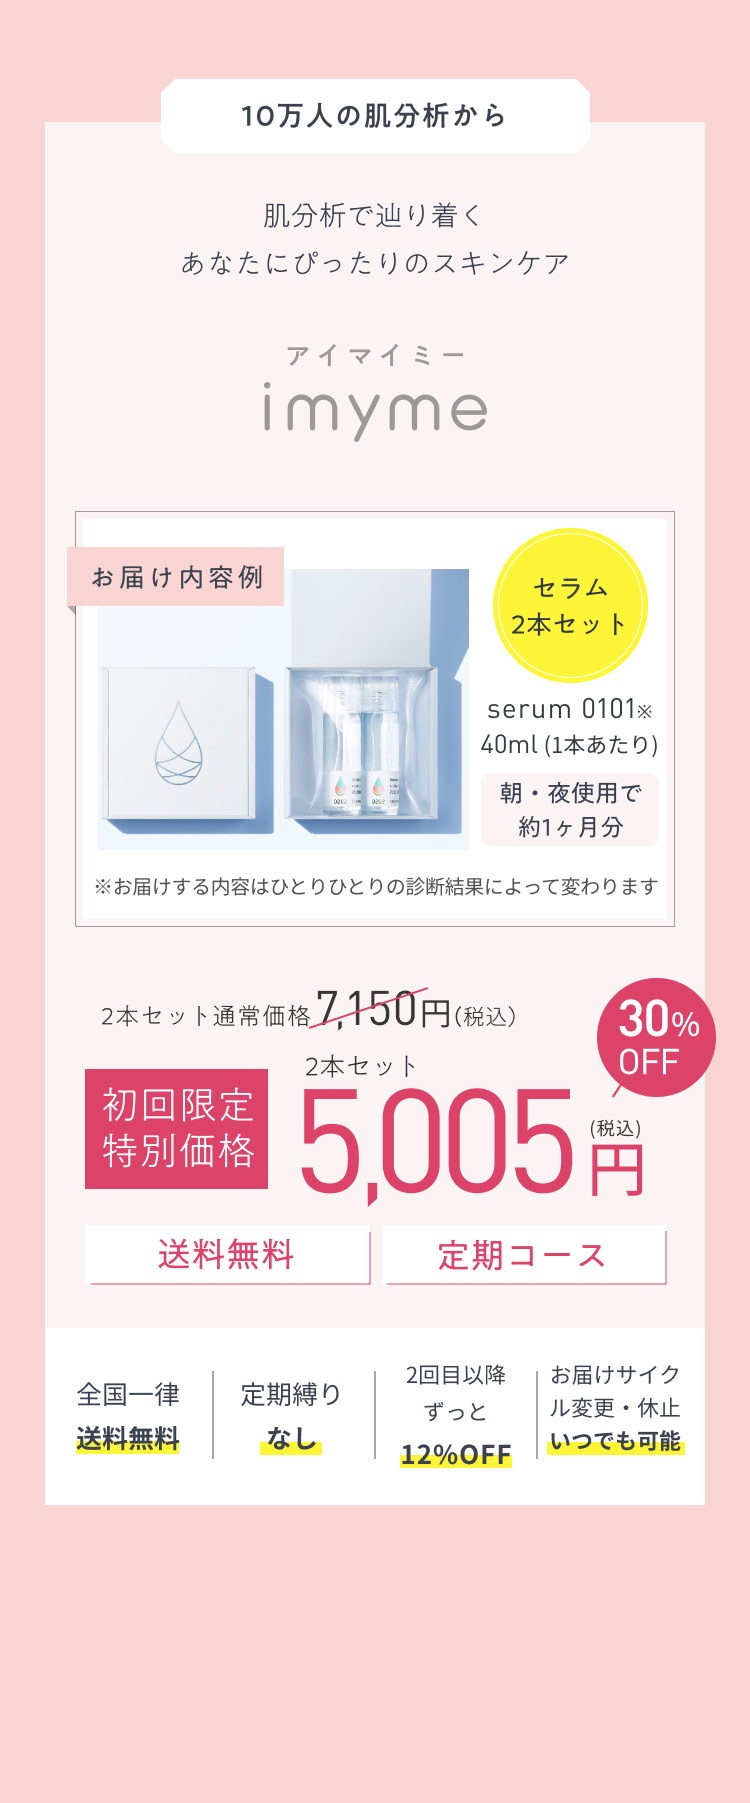 10万人の肌分析から
肌分析で辿り着く
あなたにぴったりのスキンケア
アイマイミー
imyme
お届け内容例
セラム
2本セット
serum 0101※
40ml (1本あたり)
朝・夜使用で
約1ヶ月分
0202 0202
※お届けする内容はひとりひとりの診断結果によって変わります
2本セット通常価格7,150円(税込)
30%
OFF
初回限定
特別価格
2本セット
5,005円
(税込)
送料無料
定期コース
全国一律
送料無料
定期縛り
なし
2回目以降
ずっと
12%OFF
お届けサイク
ル変更・休止
いつでも可能